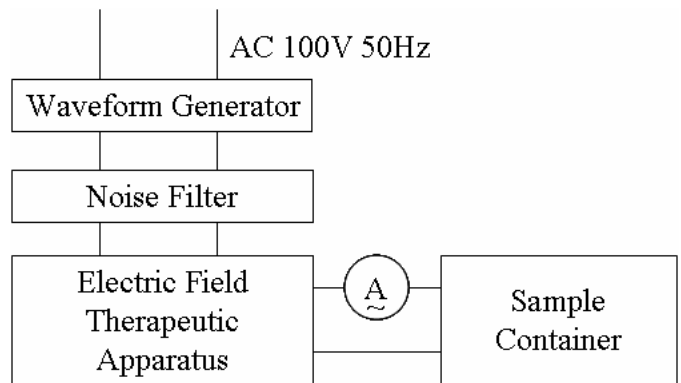 AC 100V 50Hz
Waveform Generator
Noise Filter
Electric Field
Therapeutic
Apparatus
A
~
Sample
Container